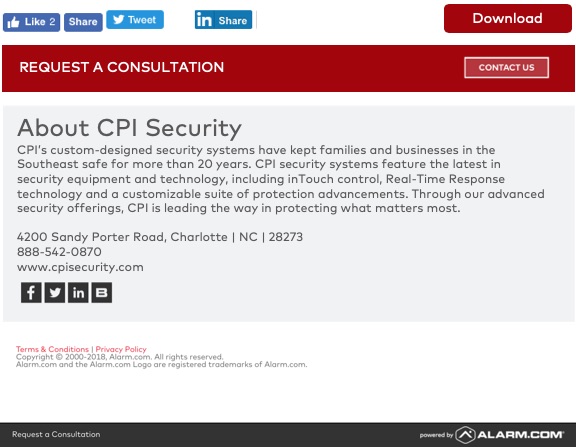 Like 2
Share
Tweet
in Share
Download
REQUEST A CONSULTATION
CONTACT US
About CPI Security
CPI's custom-designed security systems have kept families and businesses in the
Southeast safe for more than 20 years. CPI security systems feature the latest in
security equipment and technology, including inTouch control, Real-Time Response
technology and a customizable suite of protection advancements. Through our advanced
security offerings, CPI is leading the way in protecting what matters most.
4200 Sandy Porter Road, Charlotte | NC | 28273
888-542-0870
www.cpisecurity.com
f in B
Terms & Conditions | Privacy Policy
Copyright © 2000-2018, Alarm.com. All rights reserved.
Alarm.com and the Alarm.com Logo are registered trademarks of Alarm.com.
Request a Consultation
powered by ALARM.COM®